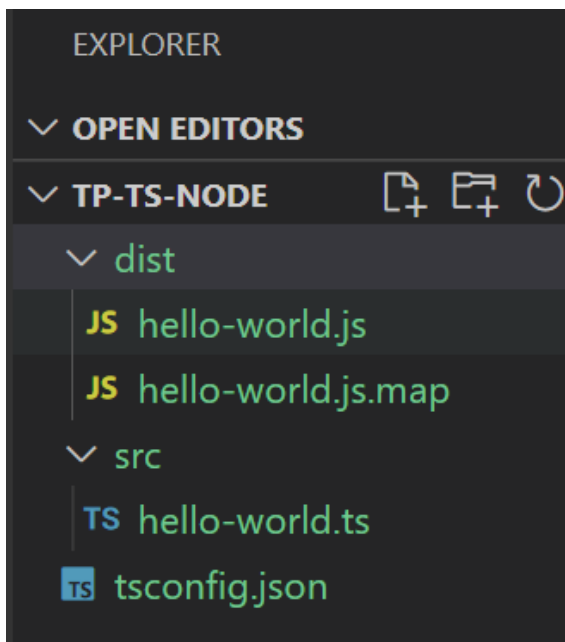 EXPLORER
OPEN EDITORS
TP-TS-NODE
dist
JS hello-world.js
JS hello-world.js.map
src
TS hello-world.ts
TS tsconfig.json